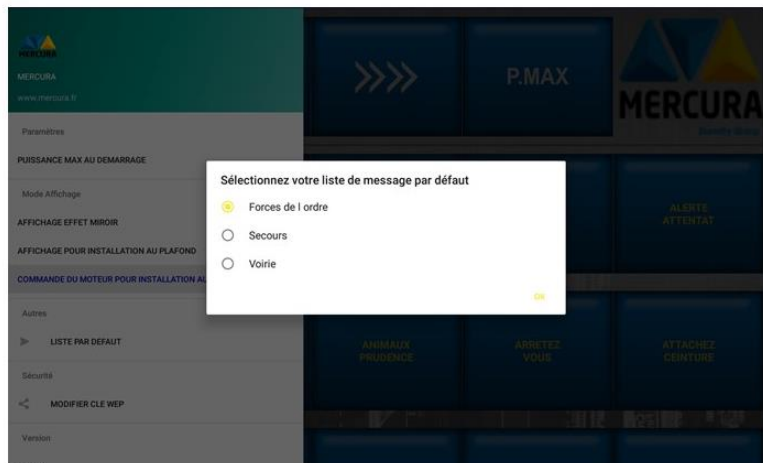 MERCURA
MERCURA
www.mercura.fr
Paramètres
PUISSANCE MAX AU DEMARRAGE
Mode Affichage
AFFICHAGE EFFET MIROIR
AFFICHAGE POUR INSTALLATION AU PLAFOND
COMMANDE DU MOTEUR POUR INSTALLATION AU
Autres
LISTE PAR DEFAUT
Sécurité
MODIFIER CLE WEP
Version
Sélectionnez votre liste de message par défaut
Forces de l ordre
Secours
Voirie
OK
>>>>
P.MAX
MERCURA
ALERTE
ATTENTAT
ANIMAUX
PRUDENCE
ARRETEZ
VOUS
ATTACHEZ
CEINTURE